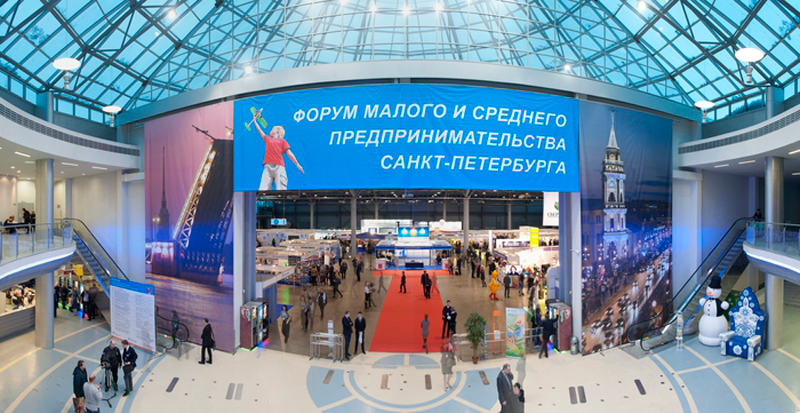 ФОРУМ МАЛОГО И СРЕДНЕГО
ПРЕДПРИНИМАТЕЛЬСТВА
САНКТ-ПЕТЕРБУРГА